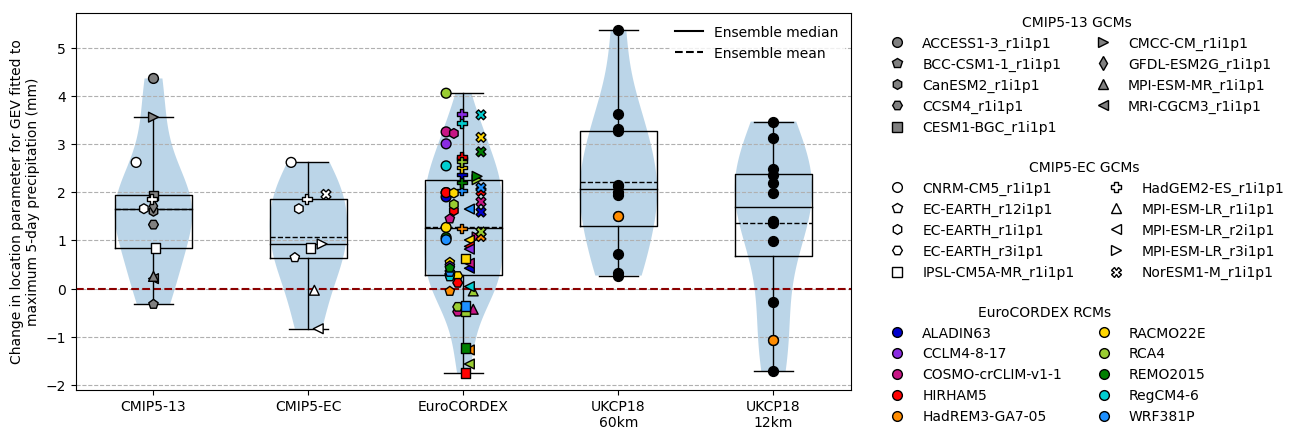 Change in location parameter for GEV fitted to
maximum 5-day precipitation (mm)
5
4
3
2
1
0
−1
−2
Ensemble median
Ensemble mean
CMIP5-13
CMIP5-EC
EuroCORDEX
UKCP18
60km
UKCP18
12km
CMIP5-13 GCMs
ACCESS1-3_r1i1p1
BCC-CSM1-1_r1i1p1
CanESM2_r1i1p1
CCSM4_r1i1p1
CESM1-BGC_r1i1p1
CMCC-CM_r1i1p1
GFDL-ESM2G_r1i1p1
MPI-ESM-MR_r1i1p1
MRI-CGCM3_r1i1p1
CMIP5-EC GCMs
CNRM-CM5_r1i1p1
EC-EARTH_r12i1p1
EC-EARTH_r1i1p1
EC-EARTH_r3i1p1
IPSL-CM5A-MR_r1i1p1
HadGEM2-ES_r1i1p1
MPI-ESM-LR_r1i1p1
MPI-ESM-LR_r2i1p1
MPI-ESM-LR_r3i1p1
NorESM1-M_r1i1p1
EuroCORDEX RCMs
ALADIN63
CCLM4-8-17
COSMO-crCLIM-v1-1
HIRHAM5
HadREM3-GA7-05
RACMO22E
RCA4
REMO2015
RegCM4-6
WRF381P